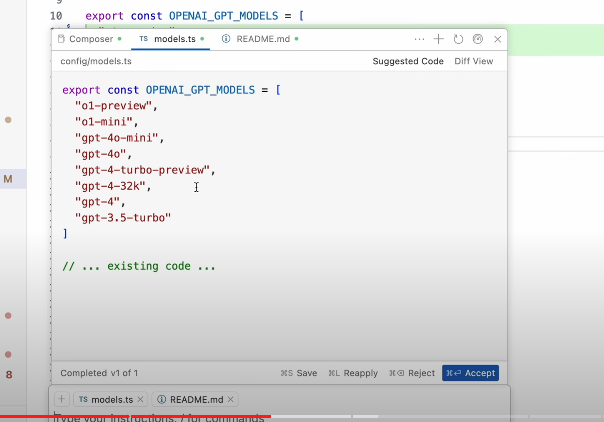 10 export const OPENAI_GPT_MODELS = [
Composer TS models.ts README.md
config/models.ts Suggested Code Diff View
export const OPENAI_GPT_MODELS = [
"o1-preview",
"o1-mini",
"gpt-4o-mini",
"gpt-4o",
"gpt-4-turbo-preview",
"gpt-4-32k",
"gpt-4",
"gpt-3.5-turbo"
]
// ... existing code ...
M
8
Completed v1 of 1 ⌘S Save ⌘L Reapply ⌘⌫ Reject ⌘⏎ Accept
TS models.ts README.md
Type your instructions, / for commands